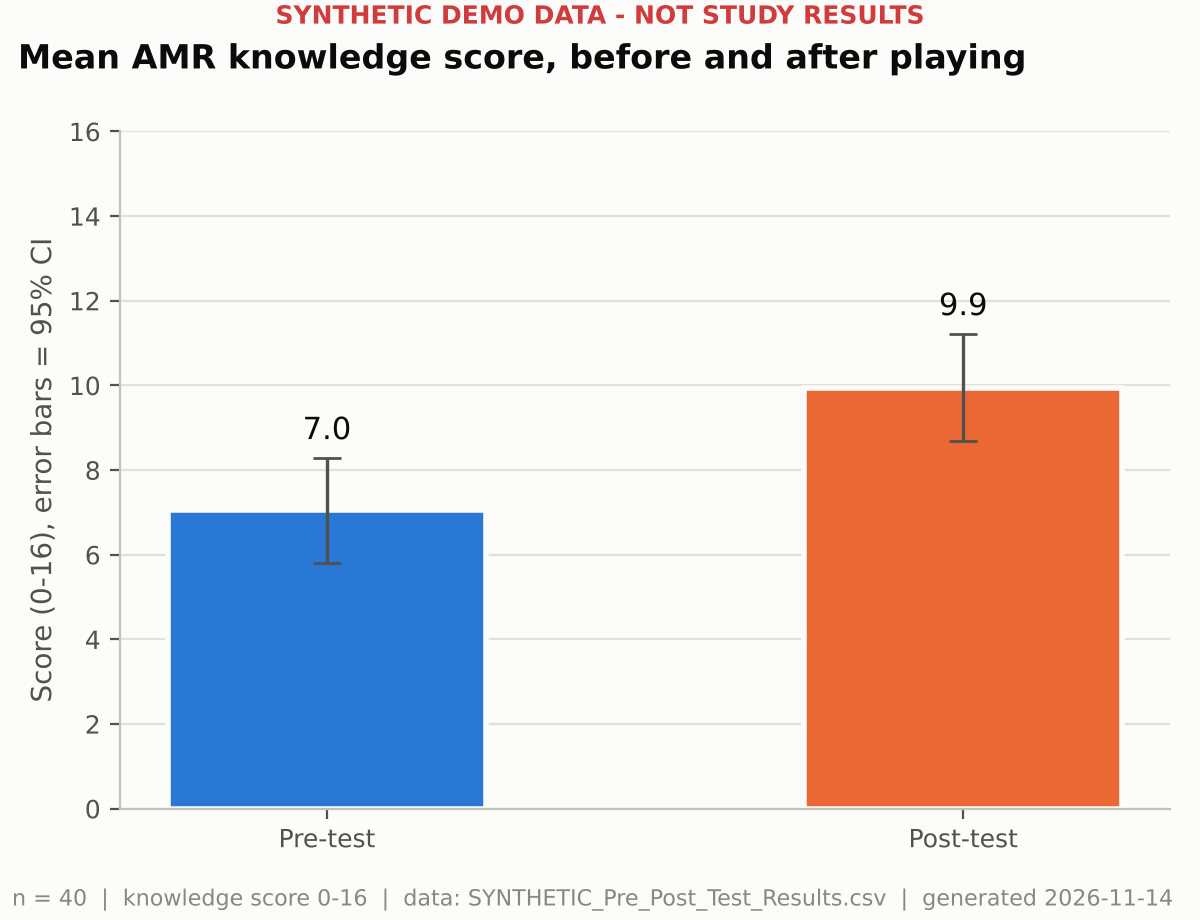 SYNTHETIC DEMO DATA - NOT STUDY RESULTS
Mean AMR knowledge score, before and after playing
Score (0-16), error bars = 95% CI
16
14
12
10
8
6
4
2
0
7.0
9.9
Pre-test
Post-test
n = 40 | knowledge score 0-16 | data: SYNTHETIC_Pre_Post_Test_Results.csv | generated 2026-11-14